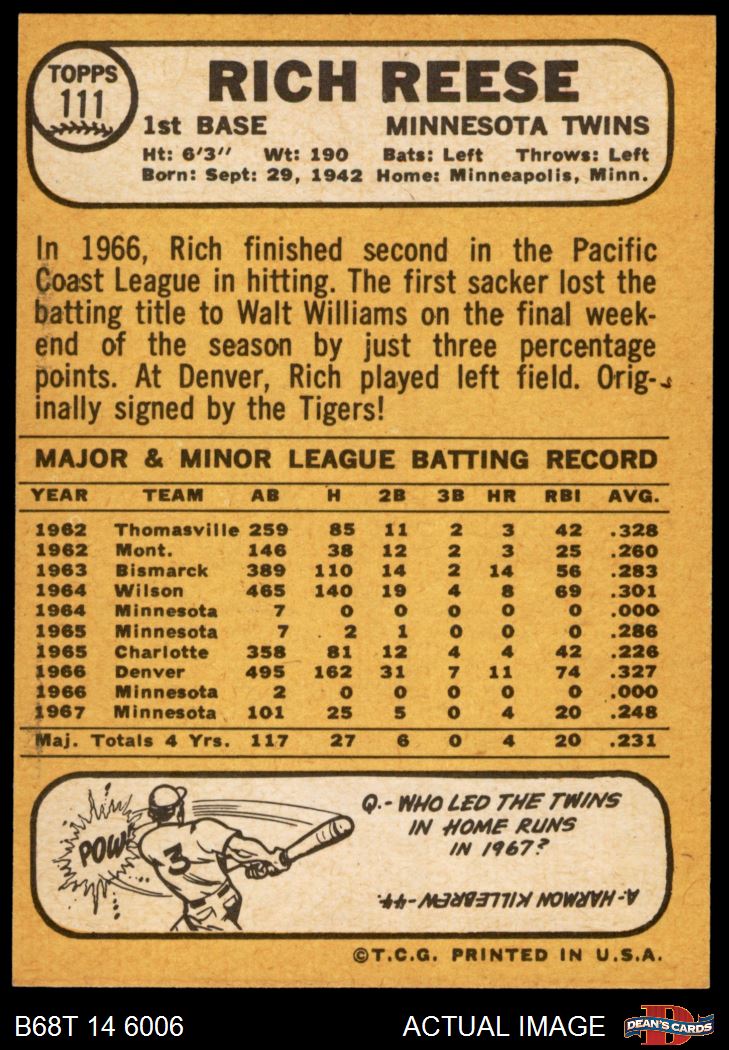 TOPPS
111
RICH REESE
1st BASE MINNESOTA TWINS
Ht: 6'3" Wt: 190 Bats: Left Throws: Left
Born: Sept: 29, 1942 Home: Minneapolis, Minn.
In 1966, Rich finished second in the Pacific
Coast League in hitting. The first sacker lost the
batting title to Walt Williams on the final week-
end of the season by just three percentage
points. At Denver, Rich played left field. Orig-
inally signed by the Tigers!
MAJOR & MINOR LEAGUE BATTING RECORD
YEAR TEAM AB H 2B 3B HR RBI AVG.
1962 Thomasville 259 85 11 2 3 42 .328
1962 Mont. 146 38 12 2 3 25 .260
1963 Bismarck 389 110 14 2 14 56 .283
1964 Wilson 465 140 19 4 8 69 .301
1964 Minnesota 7 0 0 0 0 0 .000
1965 Minnesota 7 2 1 0 0 0 .286
1965 Charlotte 358 81 12 4 4 42 .226
1966 Denver 495 162 31 7 11 74 .327
1966 Minnesota 2 0 0 0 0 0 .000
1967 Minnesota 101 25 5 0 4 20 .248
Maj. Totals 4 Yrs. 117 27 6 0 4 20 .231
POW!
3
Q.- WHO LED THE TWINS
IN HOME RUNS
IN 1967?
A- HARMON KILLEBREW-44.
©T.C.G. PRINTED IN U.S.A.
B68T 14 6006 ACTUAL IMAGE
D
DEAN'S CARDS